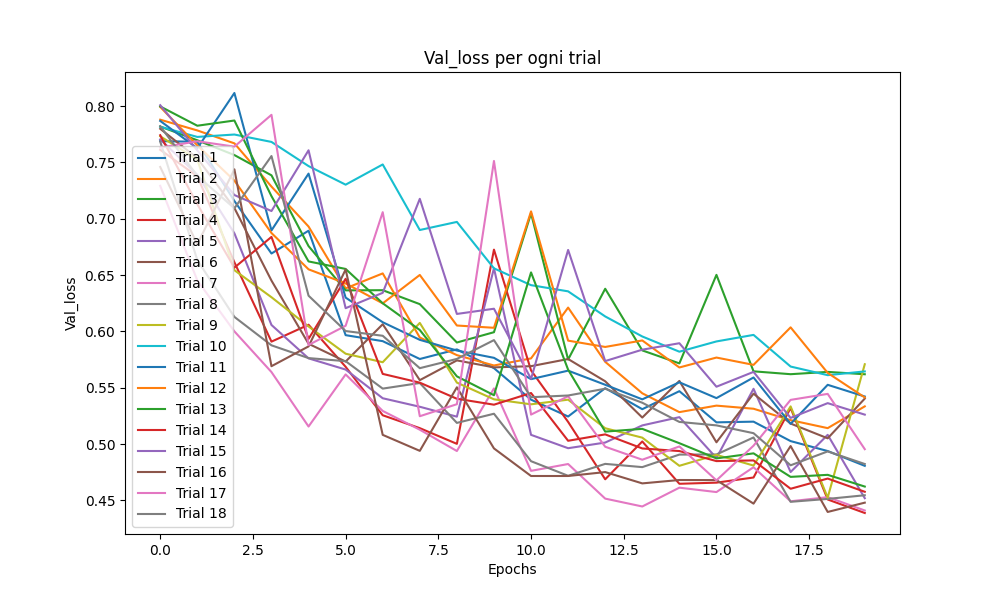 Val_loss per ogni trial
Val_loss
0.80
0.75
0.70
0.65
0.60
0.55
0.50
0.45
Trial 1
Trial 2
Trial 3
Trial 4
Trial 5
Trial 6
Trial 7
Trial 8
Trial 9
Trial 10
Trial 11
Trial 12
Trial 13
Trial 14
Trial 15
Trial 16
Trial 17
Trial 18
0.0 2.5 5.0 7.5 10.0 12.5 15.0 17.5
Epochs